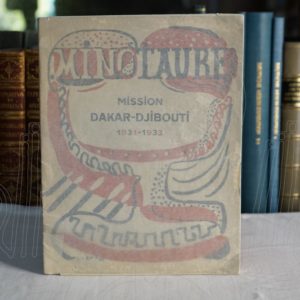 MINOTAURE
MISSION
DAKAR-DJIBOUTI
1931-1933